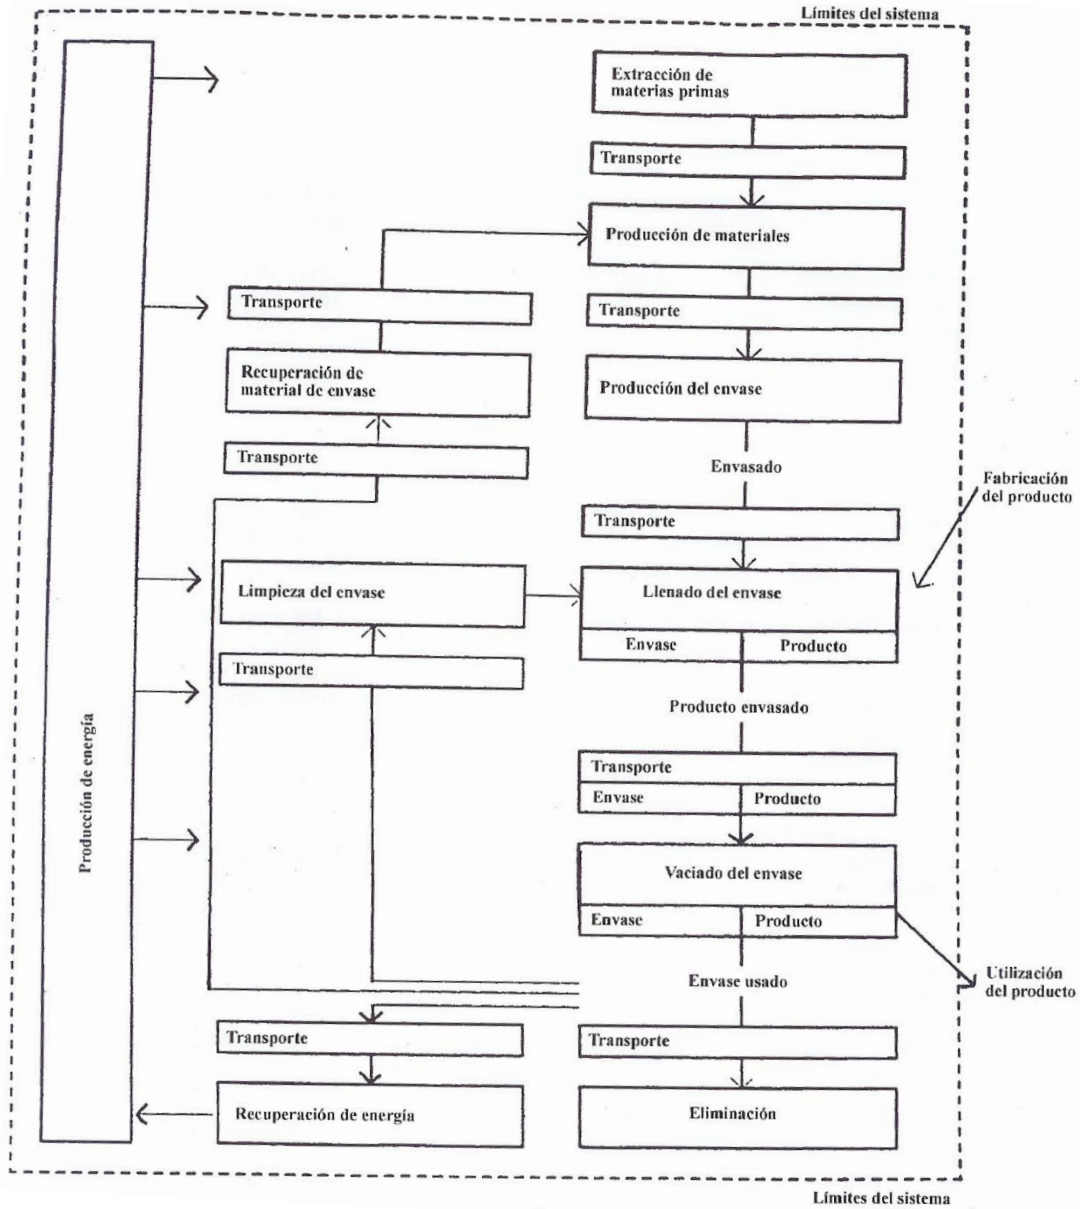 Límites del sistema
Extracción de
materias primas
Transporte
Producción de materiales
Transporte
Transporte
Recuperación de
material de envase
Producción del envase
Transporte
Envasado
Fabricación
del producto
Transporte
Limpieza del envase
Llenado del envase
Envase
Producto
Transporte
Producto envasado
Producción de energía
Transporte
Envase
Producto
Vaciado del envase
Envase
Producto
Envase usado
Utilización
del producto
Transporte
Transporte
Recuperación de energía
Eliminación
Límites del sistema